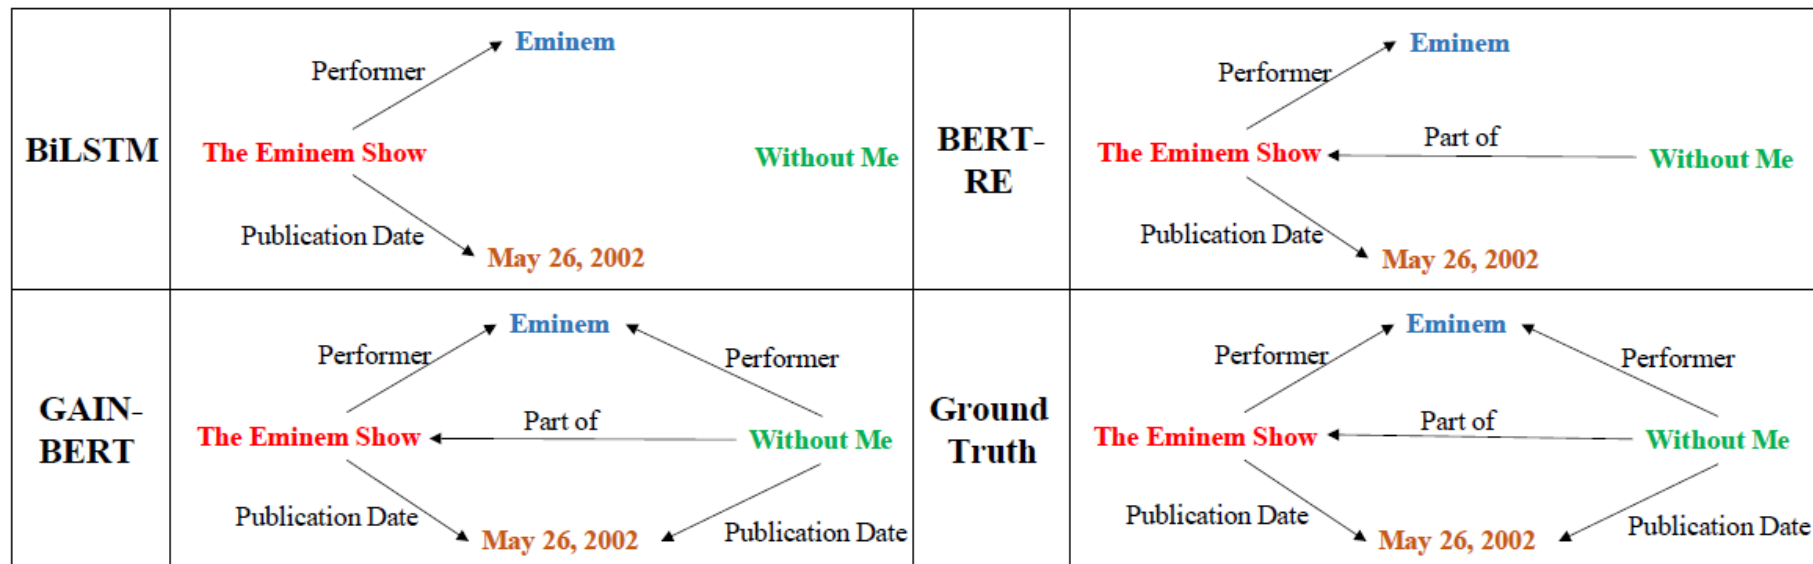 BiLSTM
Eminem
Performer
The Eminem Show
Without Me
Publication Date
May 26, 2002
BERT-
RE
Eminem
Performer
Part of
The Eminem Show
Without Me
Publication Date
May 26, 2002
GAIN-
BERT
Eminem
Performer
Performer
Part of
The Eminem Show
Without Me
Publication Date
Publication Date
May 26, 2002
Ground
Truth
Eminem
Performer
Performer
Part of
The Eminem Show
Without Me
Publication Date
Publication Date
May 26, 2002